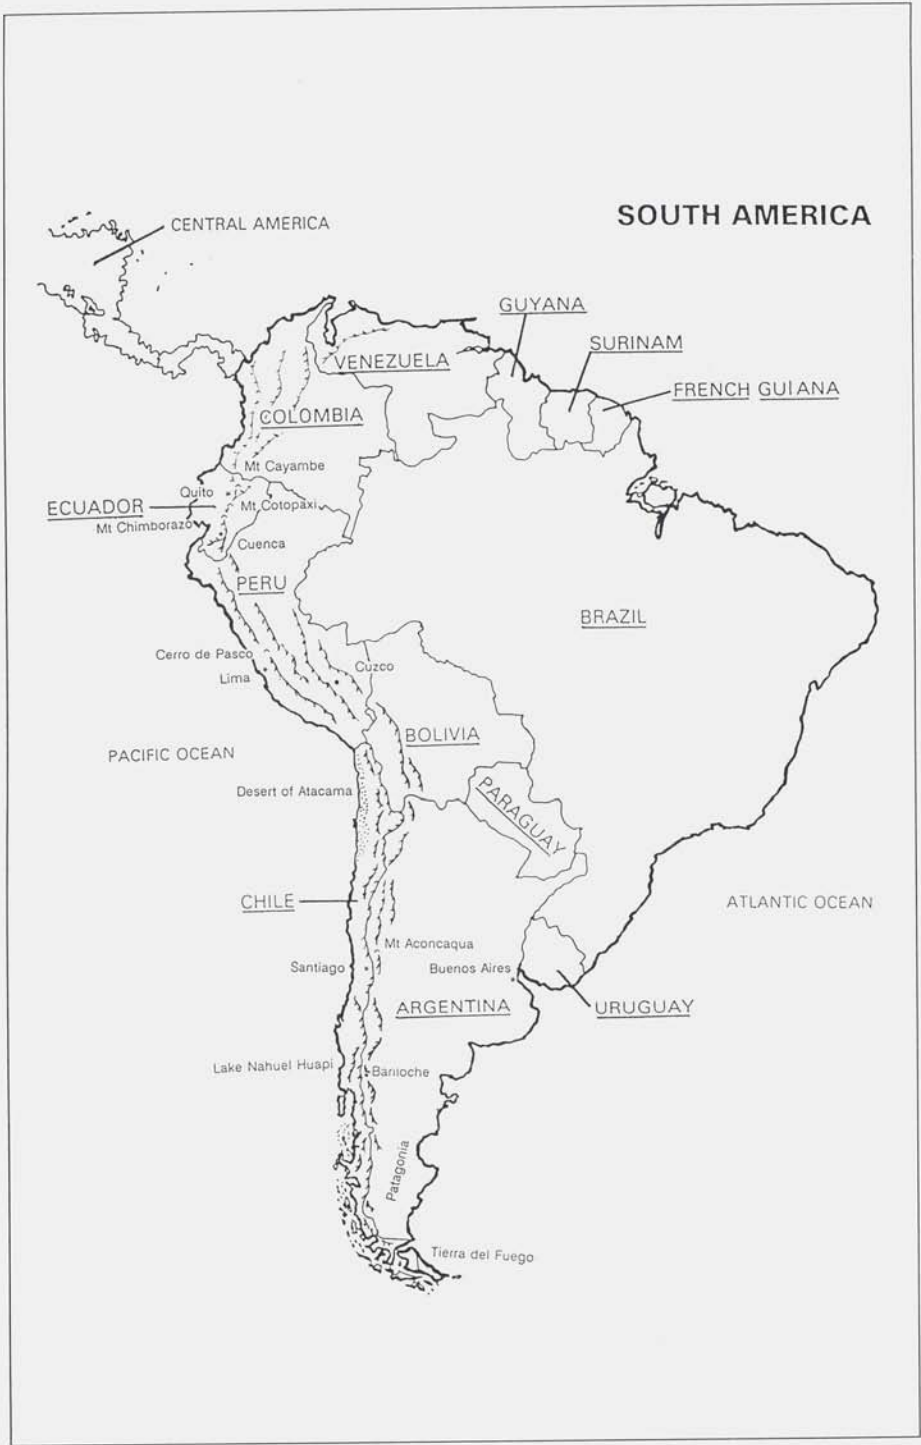 SOUTH AMERICA
CENTRAL AMERICA
GUYANA
SURINAM
VENEZUELA
FRENCH GUIANA
COLOMBIA
Mt Cayambe
Quito
ECUADOR
Mt Cotopaxi
Mt Chimborazo
Cuenca
PERU
BRAZIL
Cerro de Pasco
Cuzco
Lima
BOLIVIA
PACIFIC OCEAN
PARAGUAY
Desert of Atacama
CHILE
ATLANTIC OCEAN
Mt Aconcaqua
Santiago
Buenos Aires
ARGENTINA
URUGUAY
Lake Nahuel Huapi
Bariloche
Patagonia
Tierra del Fuego